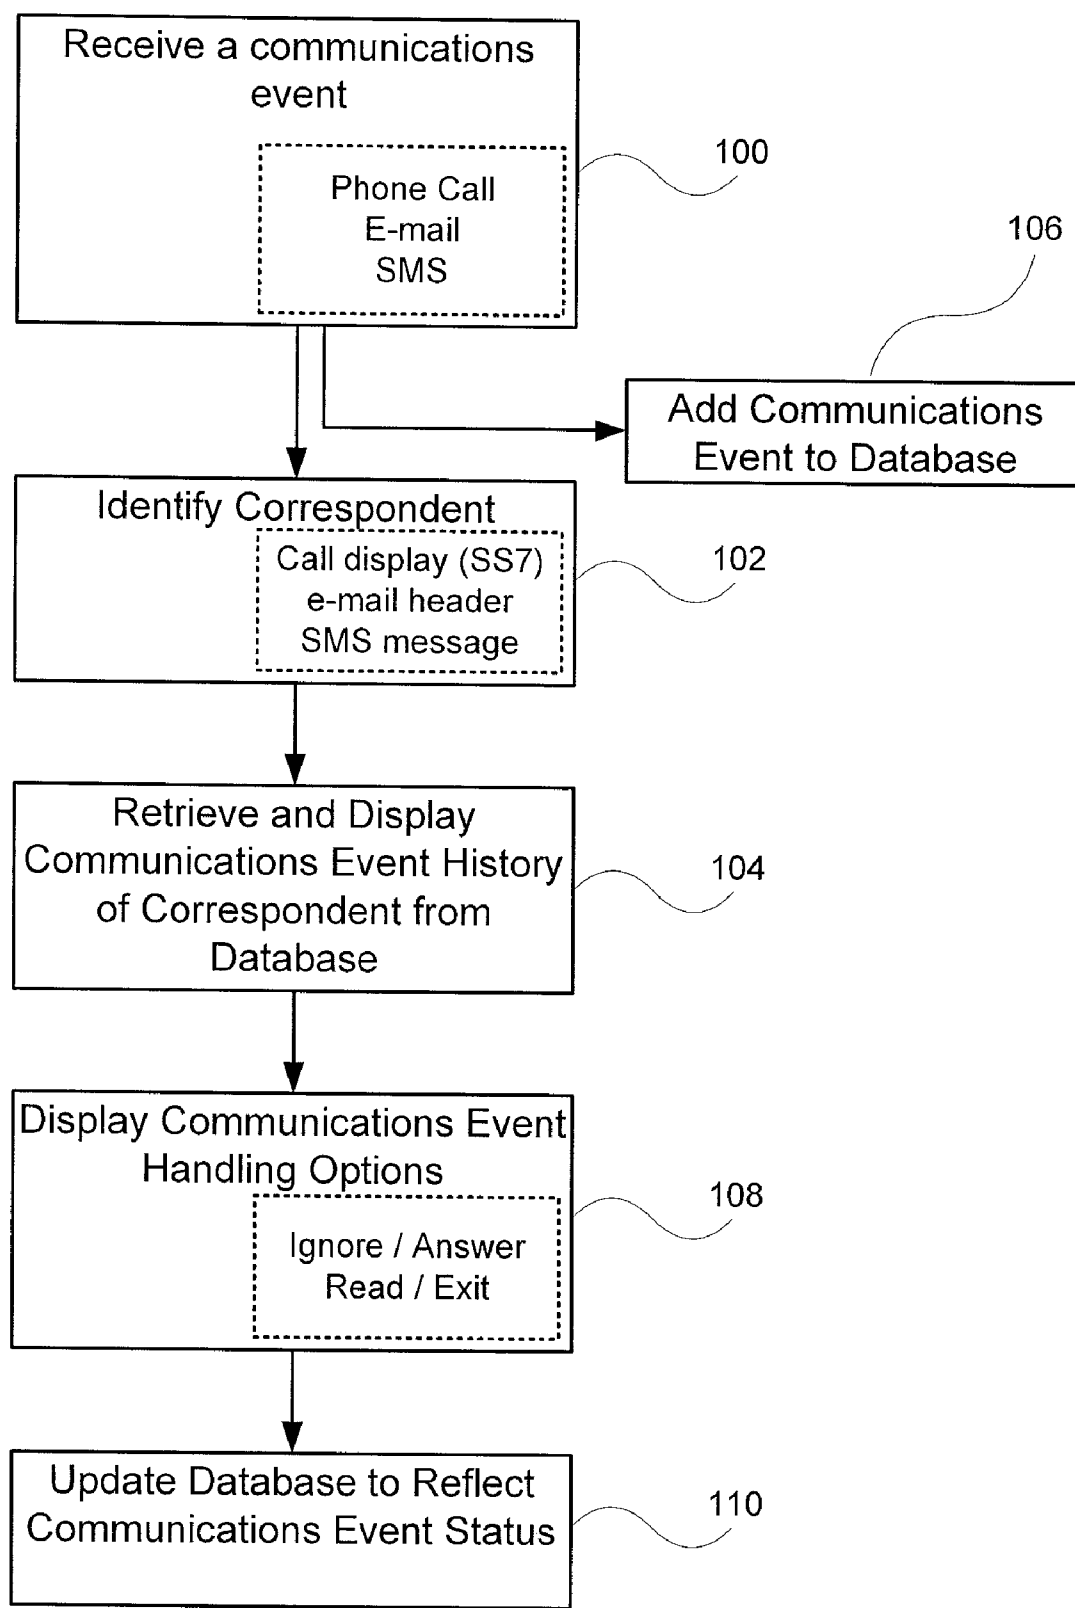 Receive a communications
event
Phone Call
E-mail
SMS
100
106
Add Communications
Event to Database
Identify Correspondent
Call display (SS7)
e-mail header
SMS message
102
Retrieve and Display
Communications Event History
of Correspondent from
Database
104
Display Communications Event
Handling Options
Ignore / Answer
Read / Exit
108
Update Database to Reflect
Communications Event Status
110